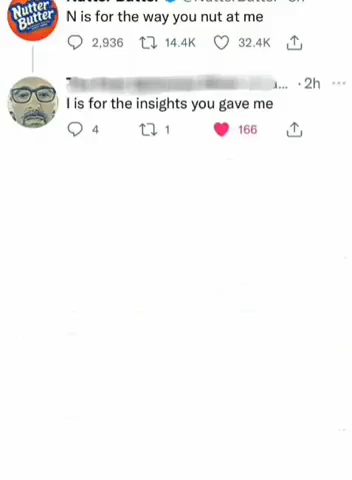 Nutter
Butter
N is for the way you nut at me
2,936 14.4K 32.4K
... · 2h ...
I is for the insights you gave me
4 1 166